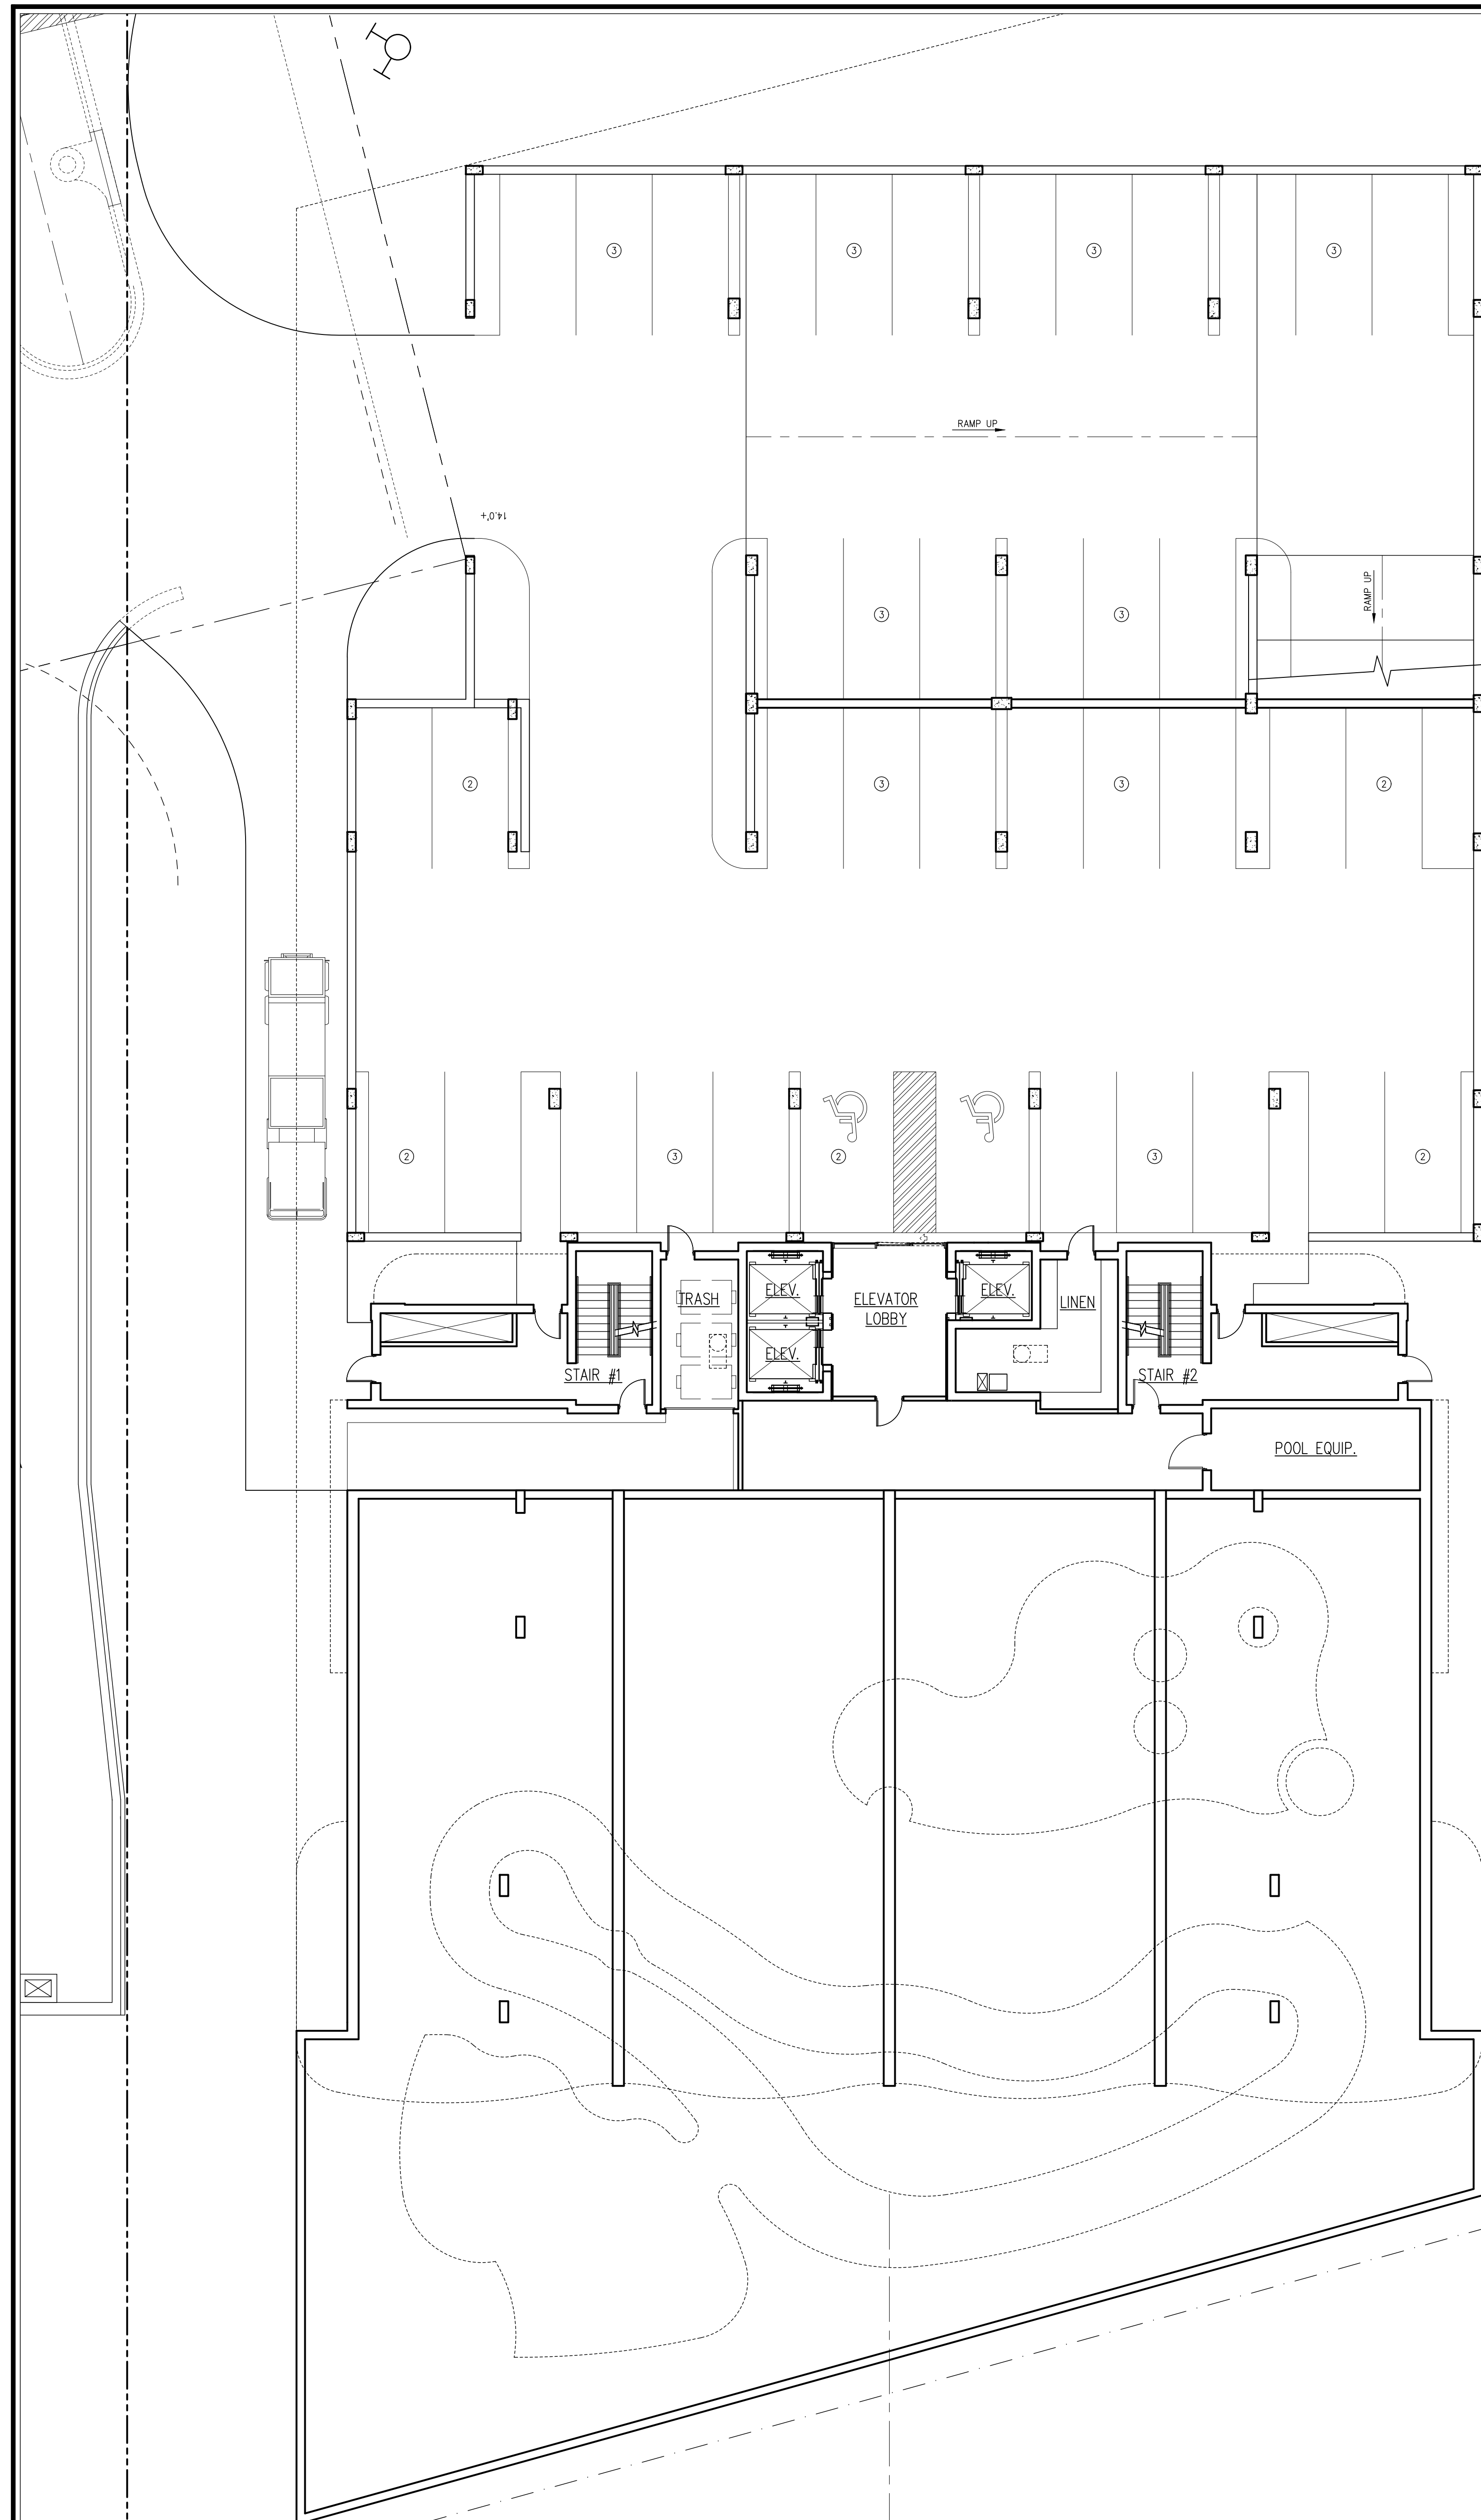 3
3
3
3
RAMP UP
14'.0"+
3
3
RAMP UP
2
3
3
2
2
3
2
3
2
TRASH
ELEV.
ELEVATOR
LOBBY
ELEV.
LINEN
ELEV.
STAIR #1
STAIR #2
POOL EQUIP.